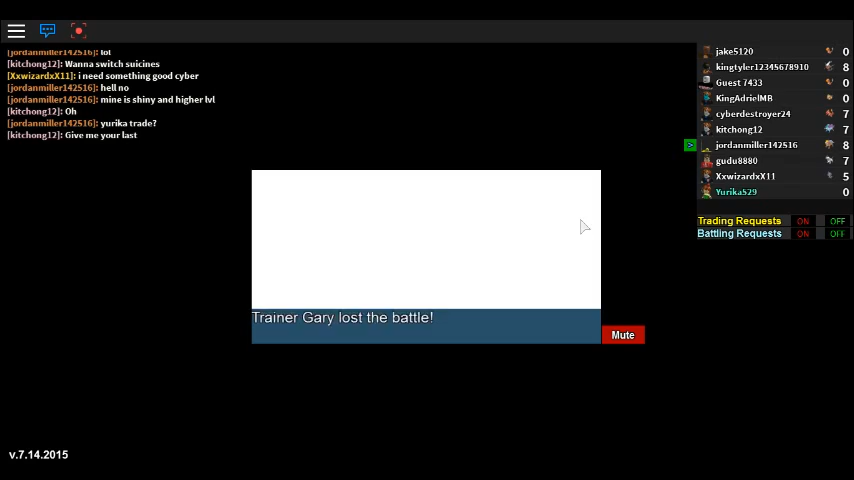 [jordanmiller142516]: lol
[kitchong12]: Wanna switch suicines
[XxwizardxX11]: i need something good cyber
[jordanmiller142516]: hell no
[jordanmiller142516]: mine is shiny and higher lvl
[kitchong12]: Oh
[jordanmiller142516]: yurika trade?
[kitchong12]: Give me your last
jake5120 0
kingtyler12345678910 8
Guest 7433 0
KingAdrielMB 0
cyberdestroyer24 7
kitchong12 7
> jordanmiller142516 8
gudu8880 7
XxwizardxX11 5
Yurika529 0
Trading Requests ON OFF
Battling Requests ON OFF
Trainer Gary lost the battle!
Mute
v.7.14.2015